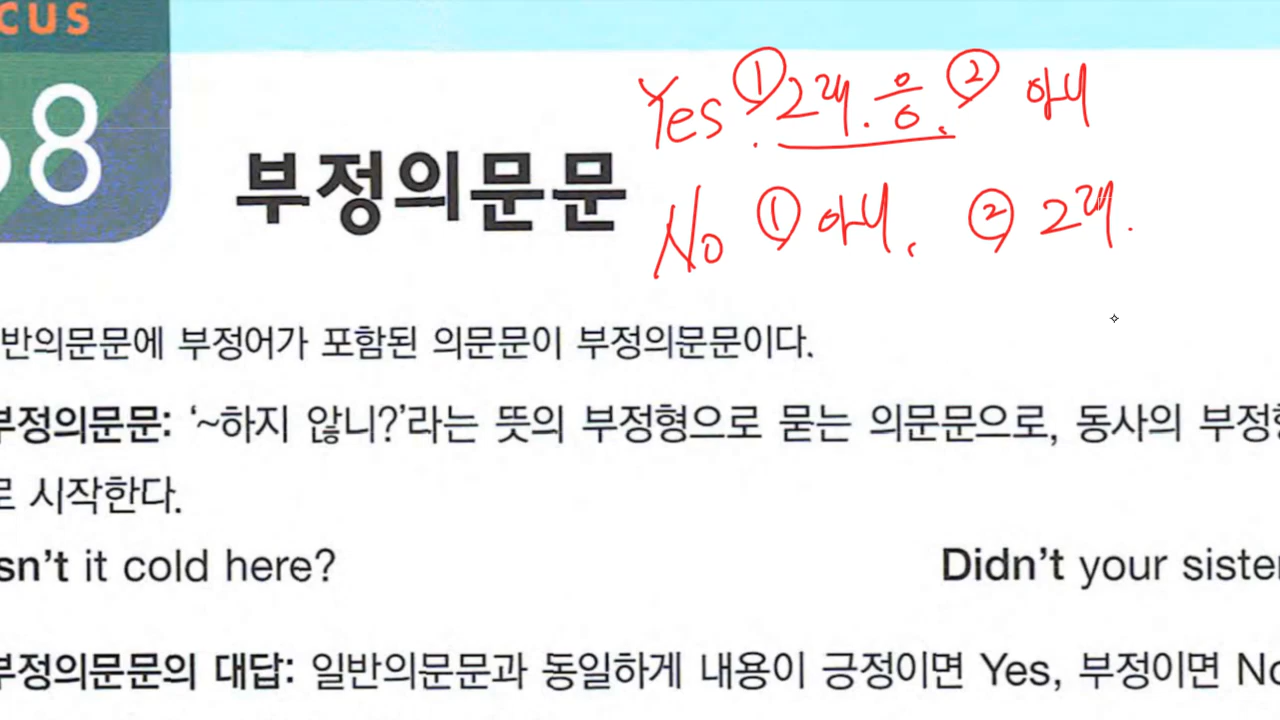 CUS
68
Yes ① 그래. 응. ② 아니
부정의문문
No ① 아니. ② 그래.
반의문문에 부정어가 포함된 의문문이 부정의문문이다.
부정의문문: ‘~하지 않니?’라는 뜻의 부정형으로 묻는 의문문으로, 동사의 부정형
로 시작한다.
sn’t it cold here? Didn’t your sister
부정의문문의 대답: 일반의문문과 동일하게 내용이 긍정이면 Yes, 부정이면 No